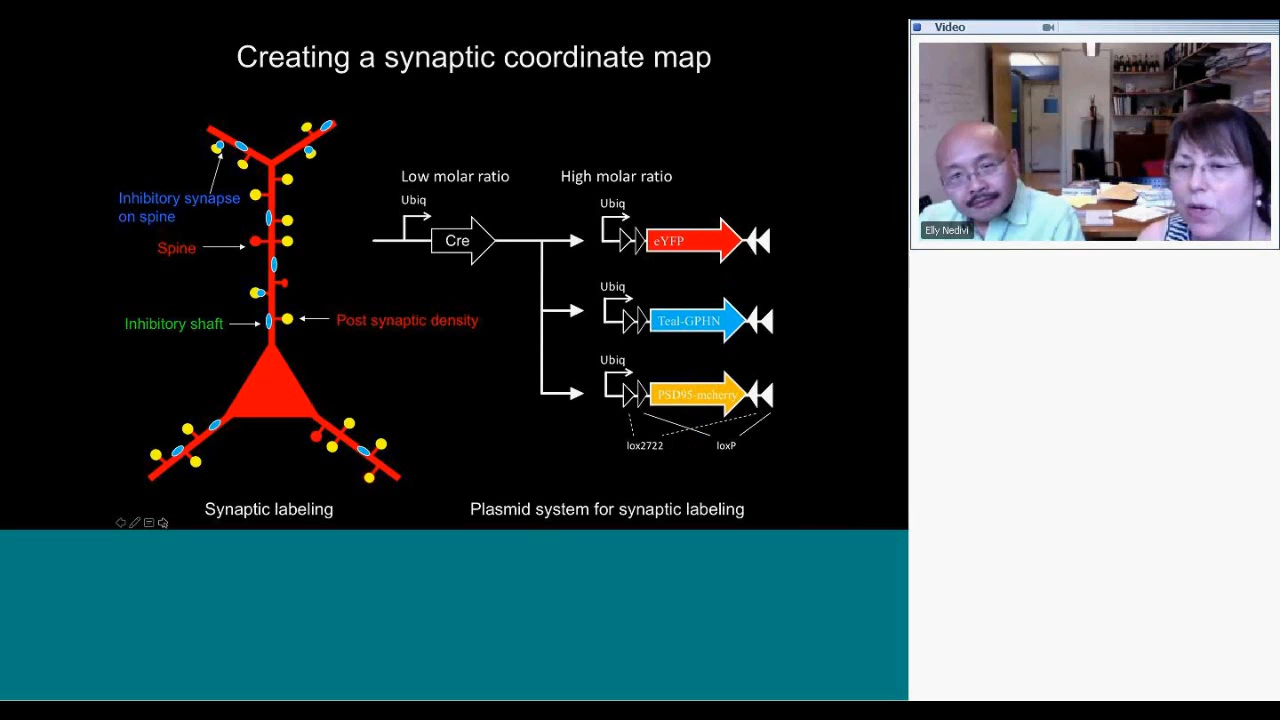 Creating a synaptic coordinate map
Video
Elly Nedivi
Low molar ratio
High molar ratio
Inhibitory synapse
on spine
Spine
Inhibitory shaft
Post synaptic density
Ubiq
Cre
Ubiq
eYFP
Ubiq
Teal-GPHN
Ubiq
PSD95-mcherry
lox2722
loxP
Synaptic labeling
Plasmid system for synaptic labeling